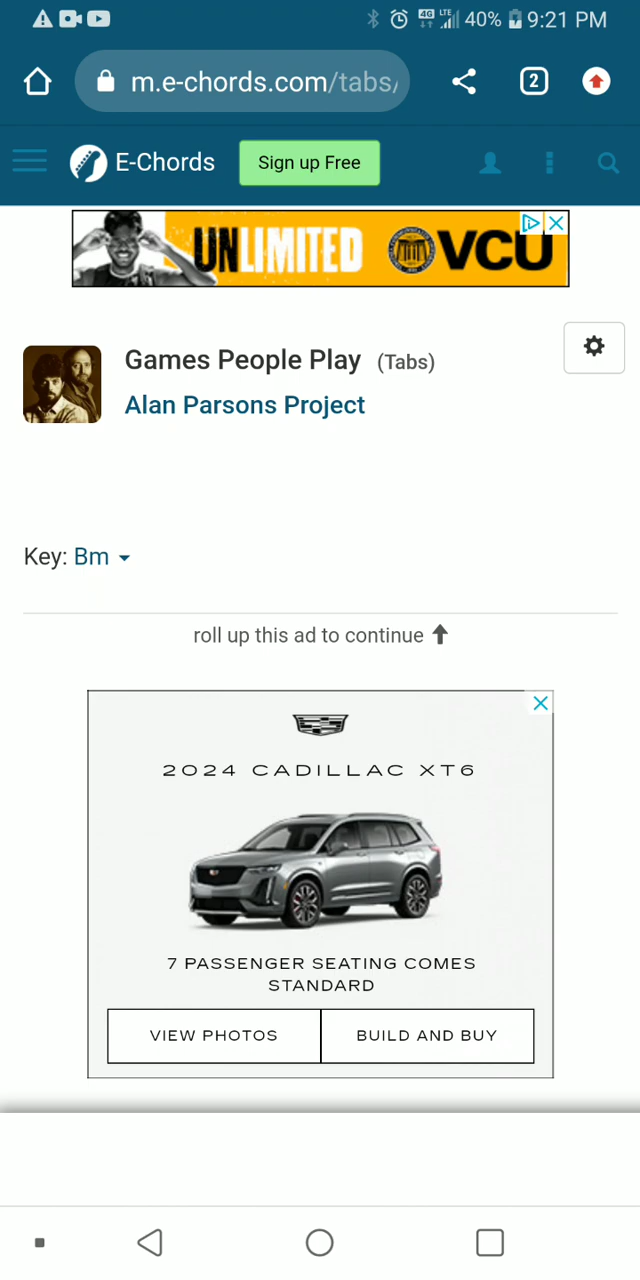 4G LTE 40% 9:21 PM
m.e-chords.com/tabs/
2
E-Chords
Sign up Free
UNLIMITED VCU
Games People Play (Tabs)
Alan Parsons Project
Key: Bm
roll up this ad to continue
2024 CADILLAC XT6
7 PASSENGER SEATING COMES
STANDARD
VIEW PHOTOS BUILD AND BUY